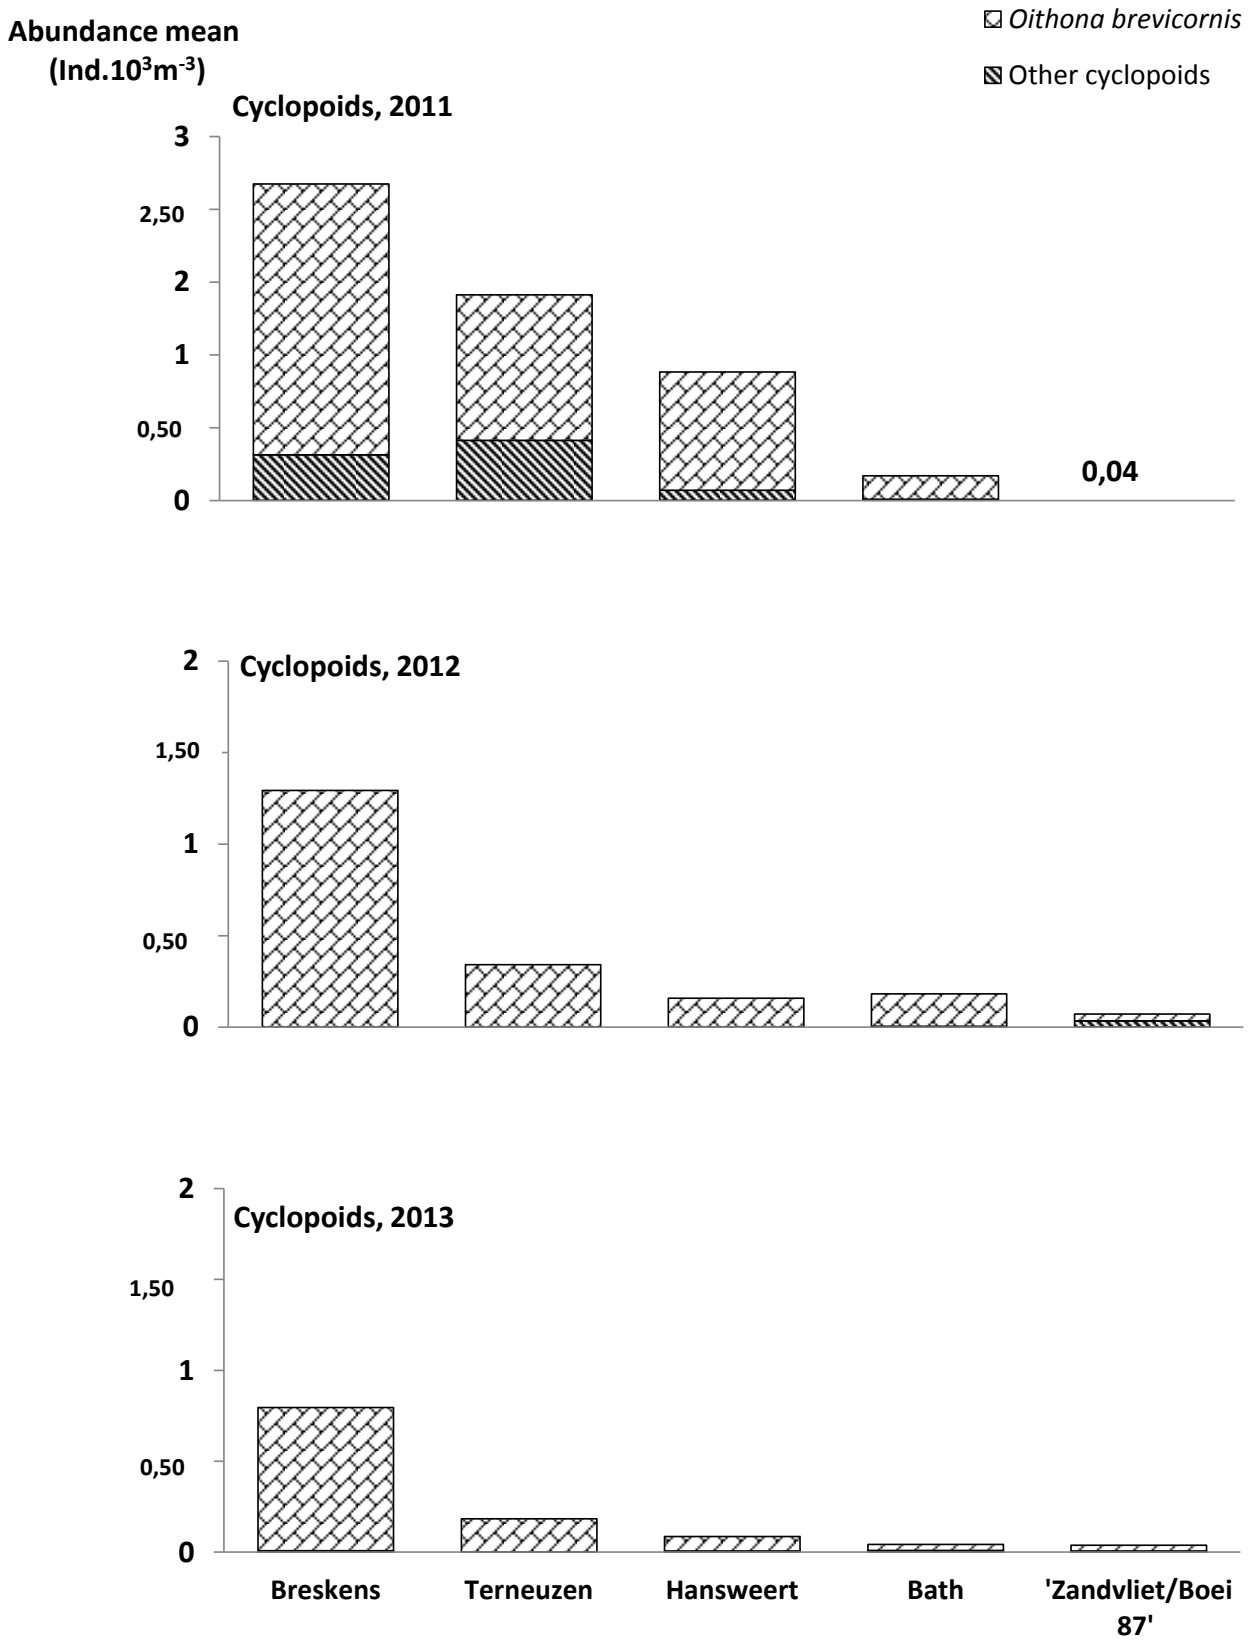 Abundance mean
(Ind.10³m⁻³)
Oithona brevicornis
Other cyclopoids
Cyclopoids, 2011
3
2,50
2
1
0,50
0
0,04
Cyclopoids, 2012
2
1,50
1
0,50
0
Cyclopoids, 2013
2
1,50
1
0,50
0
Breskens Terneuzen Hansweert Bath 'Zandvliet/Boei
87'